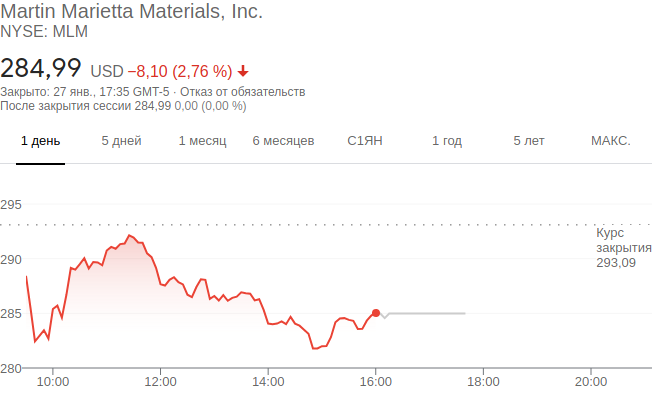 Martin Marietta Materials, Inc.
NYSE: MLM
284,99 USD −8,10 (2,76 %)
Закрыто: 27 янв., 17:35 GMT-5 · Отказ от обязательств
После закрытия сессии 284,99 0,00 (0,00 %)
1 день 5 дней 1 месяц 6 месяцев С1ЯН 1 год 5 лет МАКС.
295
Курс
закрытия
293,09
290
285
280
10:00 12:00 14:00 16:00 18:00 20:00